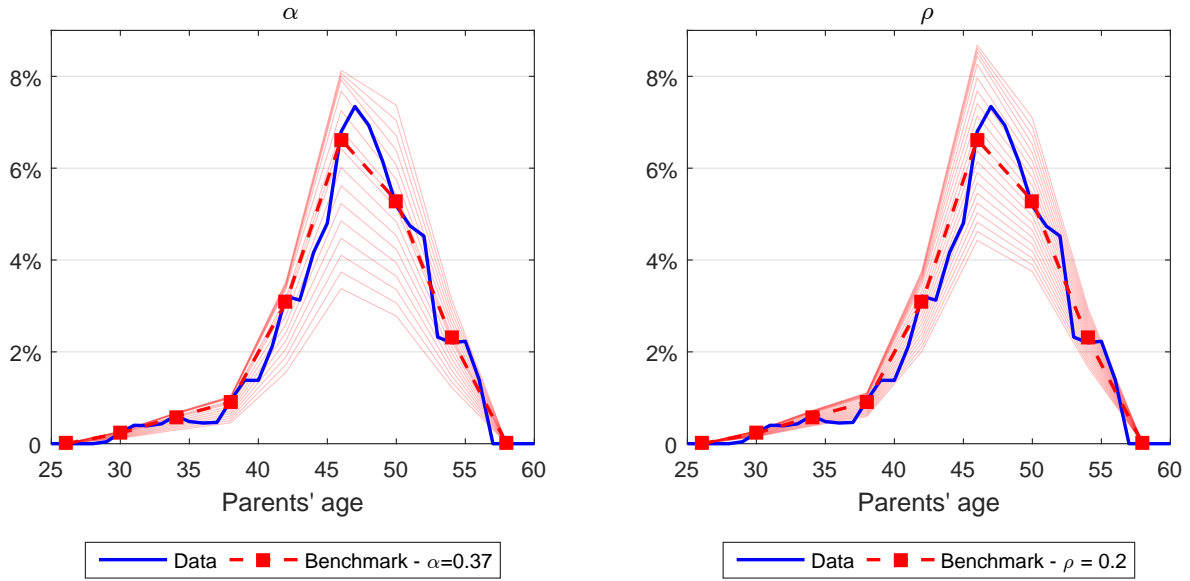 α
8%
6%
4%
2%
0
25 30 35 40 45 50 55 60
Parents' age
Data Benchmark - α=0.37
ρ
8%
6%
4%
2%
0
25 30 35 40 45 50 55 60
Parents' age
Data Benchmark - ρ = 0.2